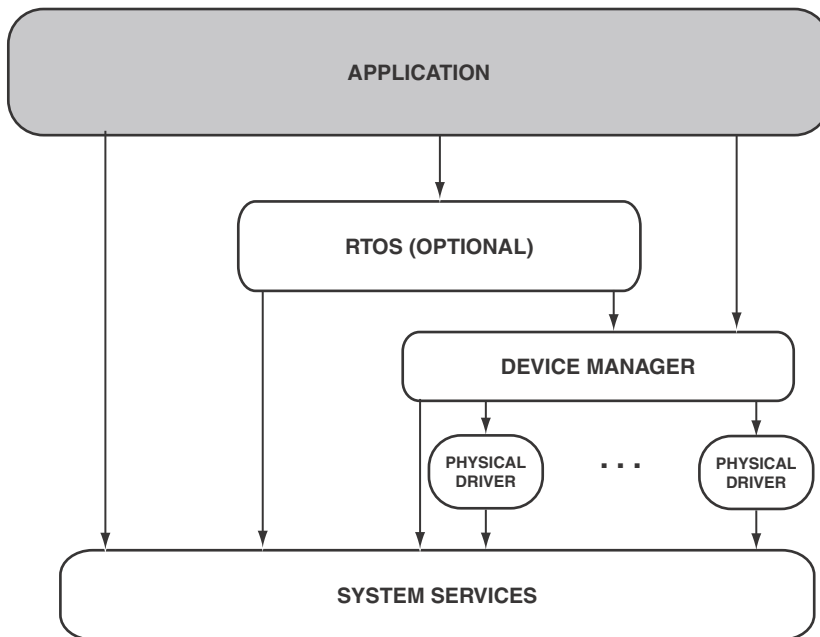 APPLICATION
RTOS (OPTIONAL)
DEVICE MANAGER
PHYSICAL
DRIVER
. . .
PHYSICAL
DRIVER
SYSTEM SERVICES